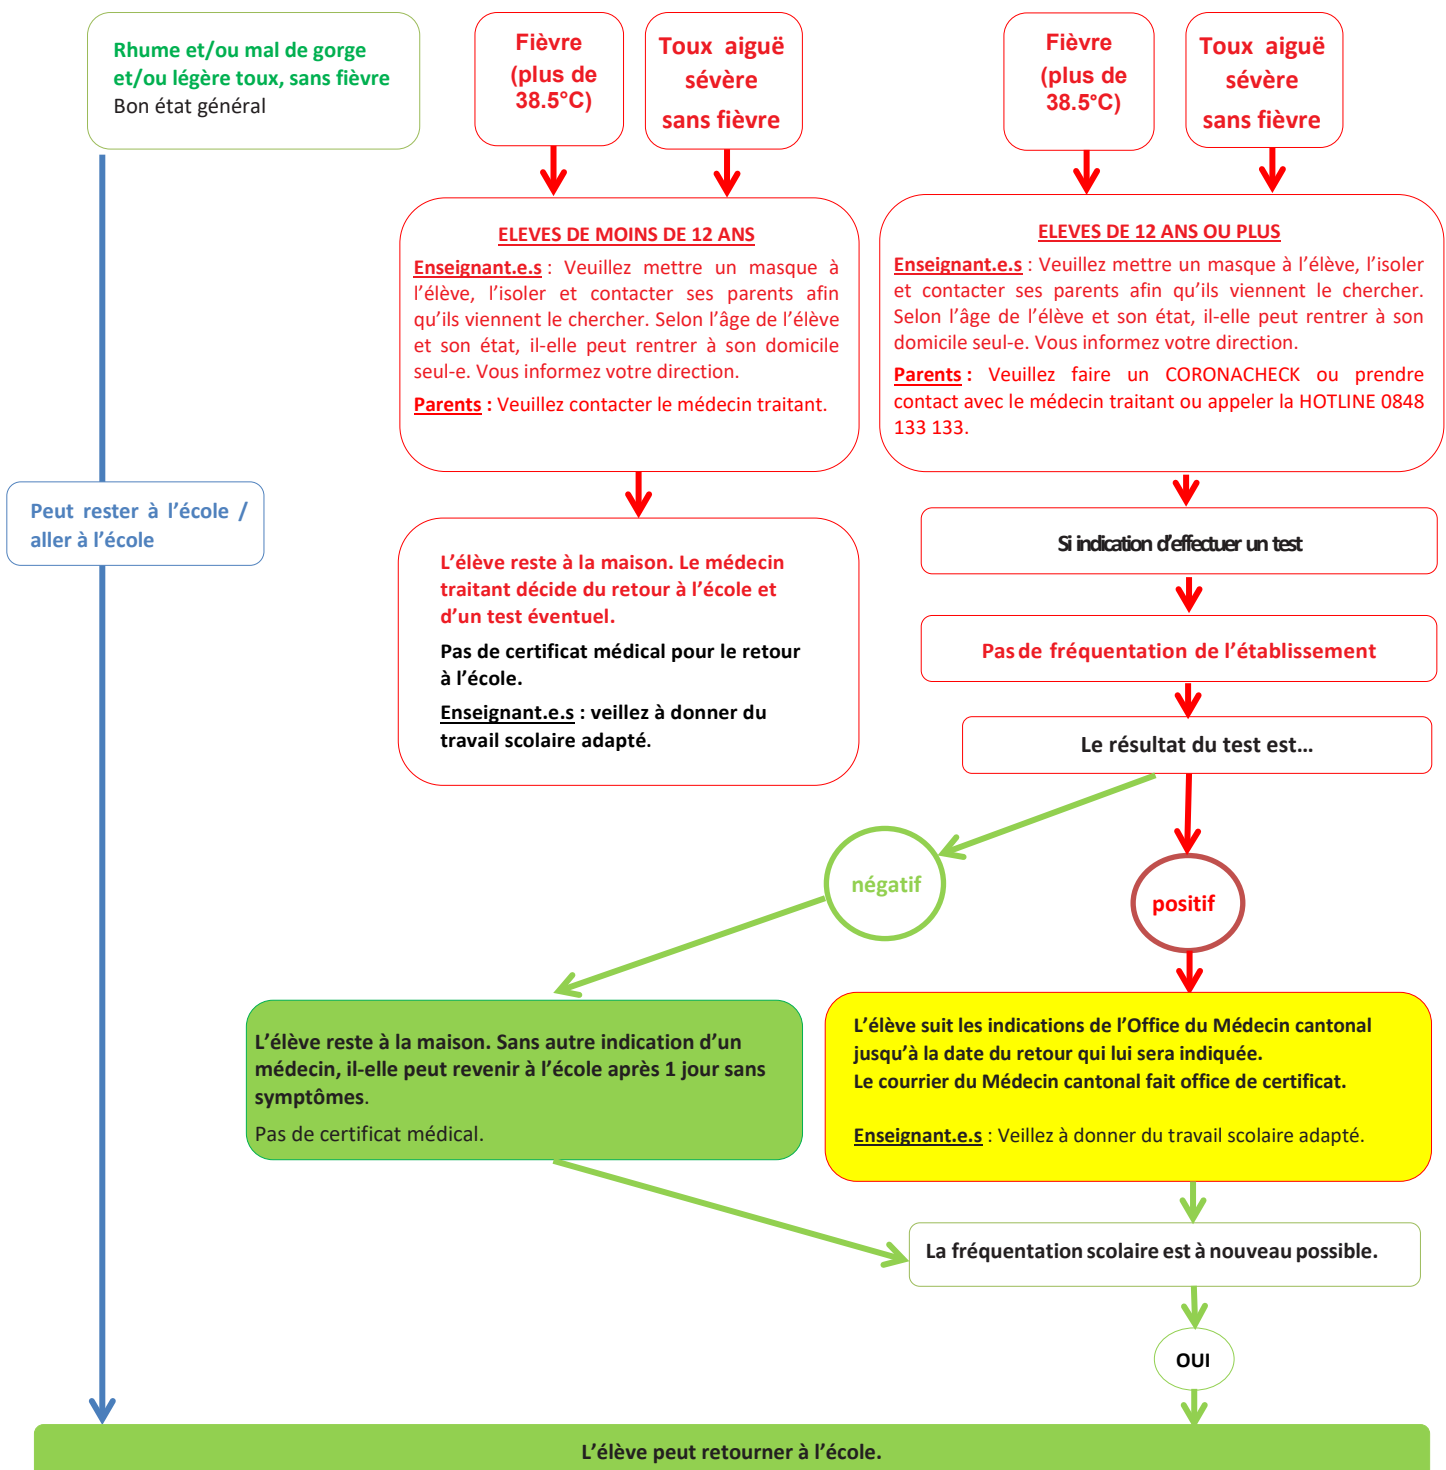 Rhume et/ou mal de gorge
et/ou légère toux, sans fièvre
Bon état général
Fièvre
(plus de
38.5°C)
Toux aiguë
sévère
sans fièvre
Fièvre
(plus de
38.5°C)
Toux aiguë
sévère
sans fièvre
ELEVES DE MOINS DE 12 ANS
Enseignant.e.s : Veuillez mettre un masque à
l’élève, l’isoler et contacter ses parents afin
qu’ils viennent le chercher. Selon l’âge de l’élève
et son état, il-elle peut rentrer à son domicile
seul-e. Vous informez votre direction.
Parents : Veuillez contacter le médecin traitant.
ELEVES DE 12 ANS OU PLUS
Enseignant.e.s : Veuillez mettre un masque à l’élève, l’isoler
et contacter ses parents afin qu’ils viennent le chercher.
Selon l’âge de l’élève et son état, il-elle peut rentrer à son
domicile seul-e. Vous informez votre direction.
Parents : Veuillez faire un CORONACHECK ou prendre
contact avec le médecin traitant ou appeler la HOTLINE 0848
133 133.
Peut rester à l’école /
aller à l’école
L’élève reste à la maison. Le médecin
traitant décide du retour à l’école et
d’un test éventuel.
Pas de certificat médical pour le retour
à l’école.
Enseignant.e.s : veillez à donner du
travail scolaire adapté.
Si indication d’effectuer un test
Pas de fréquentation de l’établissement
Le résultat du test est…
négatif
positif
L’élève reste à la maison. Sans autre indication d’un
médecin, il-elle peut revenir à l’école après 1 jour sans
symptômes.
Pas de certificat médical.
L’élève suit les indications de l’Office du Médecin cantonal
jusqu’à la date du retour qui lui sera indiquée.
Le courrier du Médecin cantonal fait office de certificat.
Enseignant.e.s : Veillez à donner du travail scolaire adapté.
La fréquentation scolaire est à nouveau possible.
OUI
L’élève peut retourner à l’école.